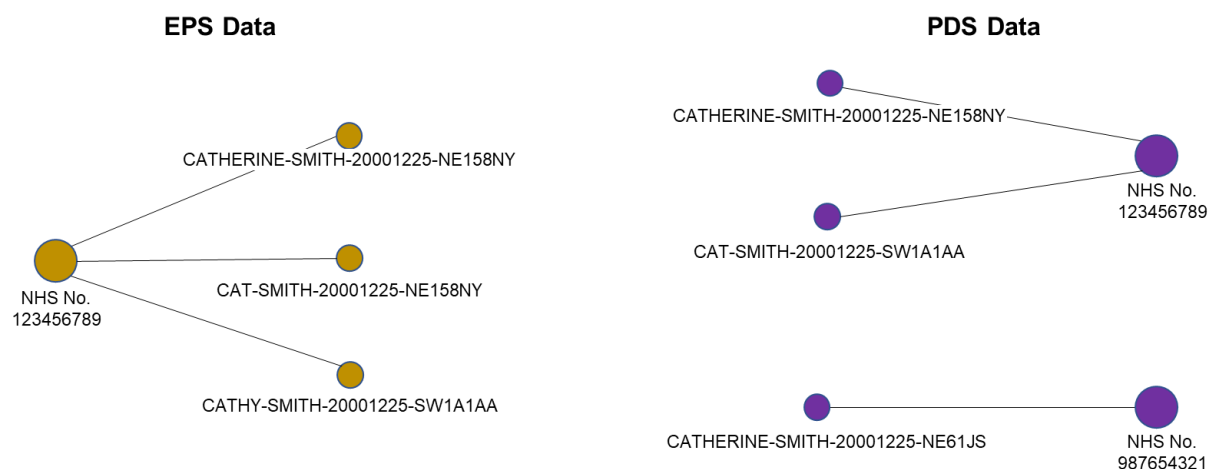 EPS Data
PDS Data
CATHERINE-SMITH-20001225-NE158NY
CAT-SMITH-20001225-NE158NY
NHS No.
123456789
CATHY-SMITH-20001225-SW1A1AA
CATHERINE-SMITH-20001225-NE158NY
NHS No.
123456789
CAT-SMITH-20001225-SW1A1AA
CATHERINE-SMITH-20001225-NE61JS
NHS No.
987654321